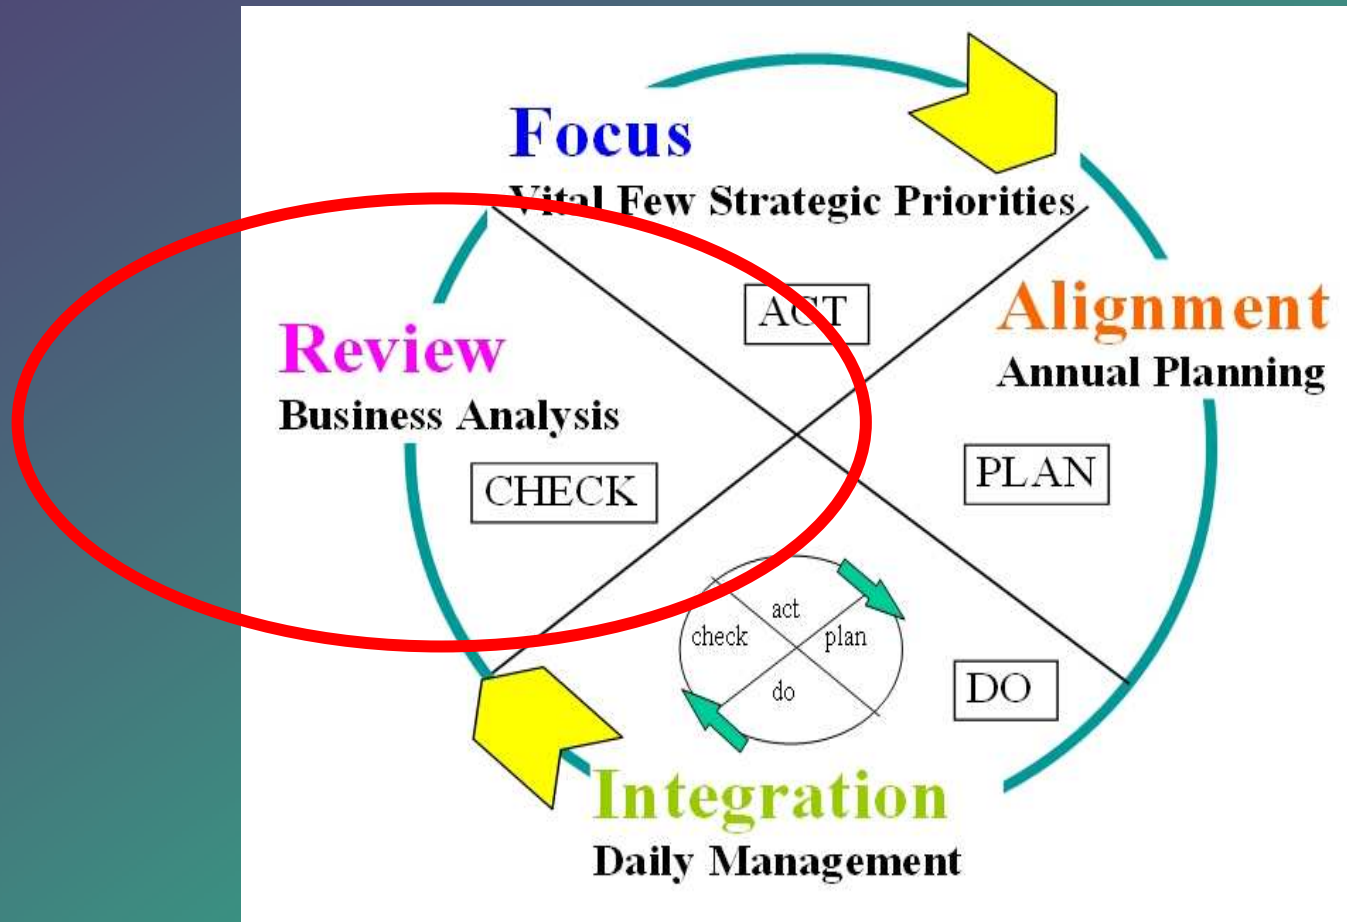 Focus
Vital Few Strategic Priorities
ACT
Alignment
Annual Planning
Review
Business Analysis
PLAN
CHECK
act
check
plan
do
DO
Integration
Daily Management